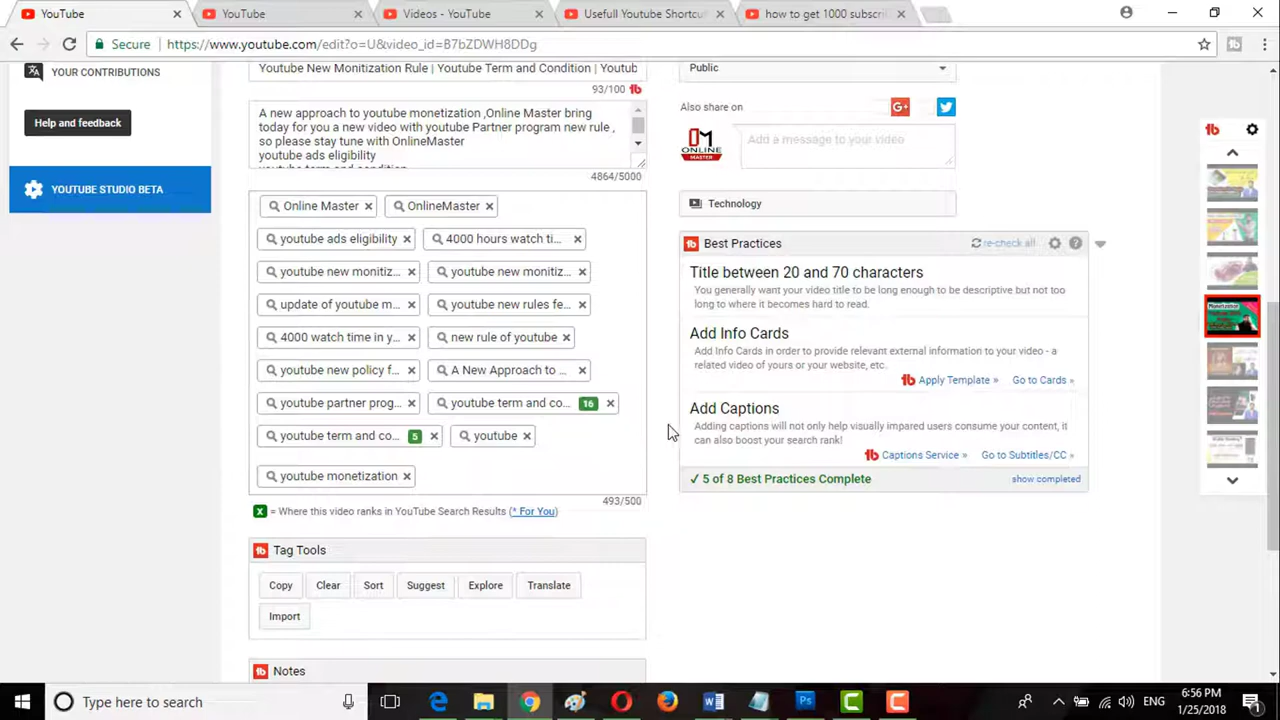 YouTube
YouTube
Videos - YouTube
Usefull Youtube Shortcut
how to get 1000 subscri
Secure
https://www.youtube.com/edit?o=U&video_id=B7bZDWH8DDg
YOUR CONTRIBUTIONS
Help and feedback
YOUTUBE STUDIO BETA
Youtube New Monitization Rule | Youtube Term and Condition | Youtub
93/100
A new approach to youtube monetization ,Online Master bring
today for you a new video with youtube Partner program new rule ,
so please stay tune with OnlineMaster
youtube ads eligibility
youtube term and condition
4864/5000
Online Master
OnlineMaster
youtube ads eligibility
4000 hours watch ti...
youtube new monitiz...
youtube new monitiz...
update of youtube m...
youtube new rules fe...
4000 watch time in y...
new rule of youtube
youtube new policy f...
A New Approach to ...
youtube partner prog...
youtube term and co... 16
youtube term and co... 5
youtube
youtube monetization
493/500
X = Where this video ranks in YouTube Search Results (* For You)
Tag Tools
Copy
Clear
Sort
Suggest
Explore
Translate
Import
Notes
Public
Also share on
OM
ONLINE
MASTER
Add a message to your video
Technology
Best Practices
re-check all
Title between 20 and 70 characters
You generally want your video title to be long enough to be descriptive but not too
long to where it becomes hard to read.
Add Info Cards
Add Info Cards in order to provide relevant external information to your video - a
related video of yours or your website, etc.
Apply Template »
Go to Cards »
Add Captions
Adding captions will not only help visually impared users consume your content, it
can also boost your search rank!
Captions Service »
Go to Subtitles/CC »
✓ 5 of 8 Best Practices Complete
show completed
Type here to search
ENG
6:56 PM
1/25/2018